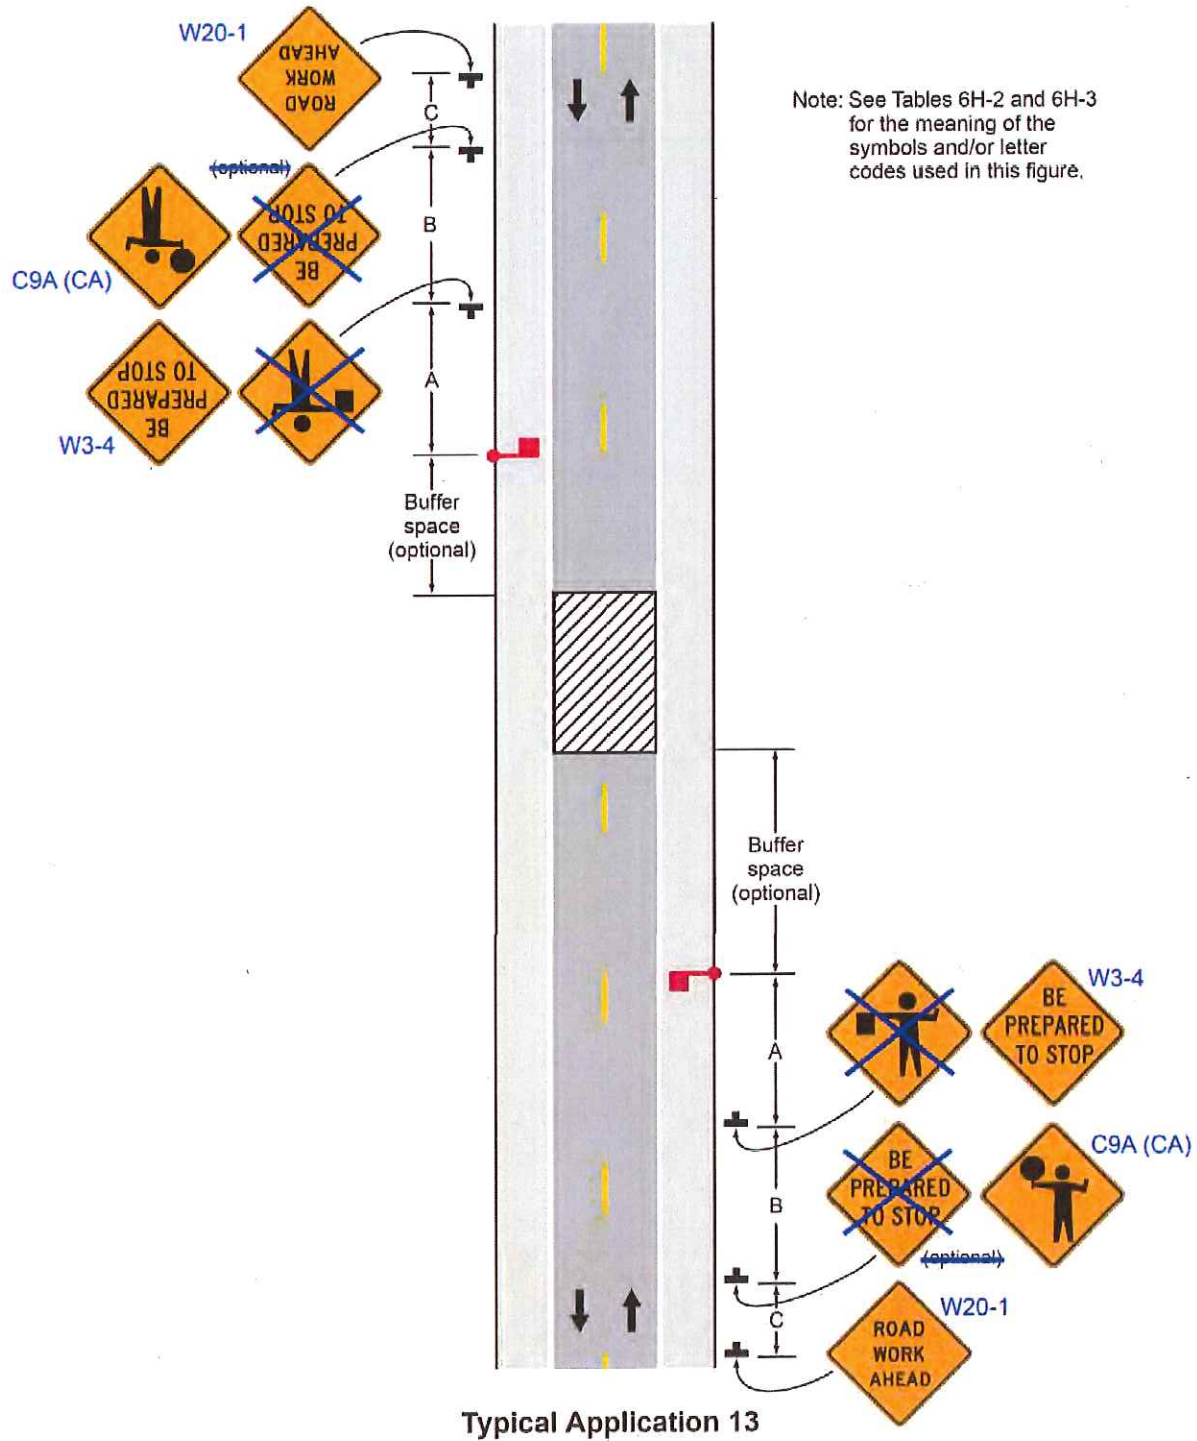 W20-1
ROAD
WORK
AHEAD
C
Note: See Tables 6H-2 and 6H-3
for the meaning of the
symbols and/or letter
codes used in this figure.
(optional)
BE
PREPARED
TO STOP
B
C9A (CA)
BE
PREPARED
TO STOP
A
W3-4
Buffer
space
(optional)
Buffer
space
(optional)
W3-4
BE
PREPARED
TO STOP
A
C9A (CA)
BE
PREPARED
TO STOP
B
(optional)
W20-1
C
ROAD
WORK
AHEAD
Typical Application 13